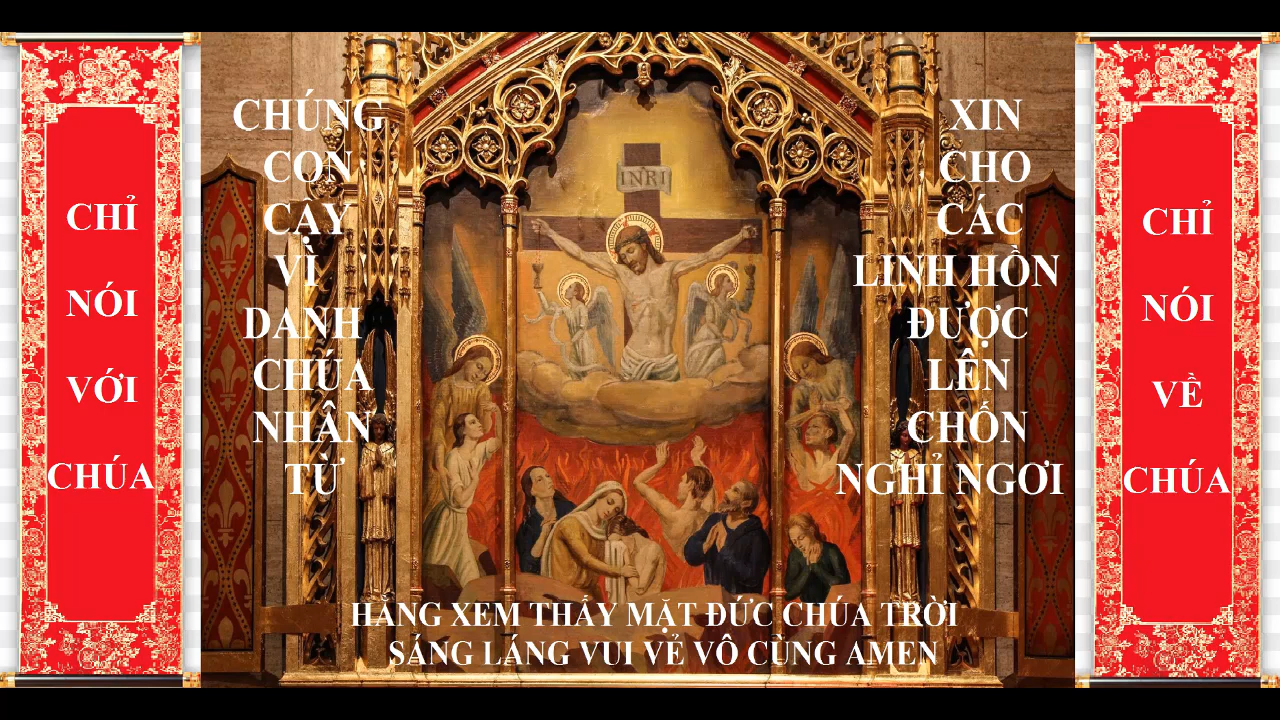 CHỈ
NÓI
VỚI
CHÚA
CHÚNG
CON
CẠY
VÌ
DANH
CHÚA
NHÂN
TỪ
INRI
XIN
CHO
CÁC
LINH HỒN
ĐƯỢC
LÊN
CHỐN
NGHỈ NGƠI
HẰNG XEM THẤY MẶT ĐỨC CHÚA TRỜI
SÁNG LÁNG VUI VẺ VÔ CÙNG AMEN
CHỈ
NÓI
VỀ
CHÚA